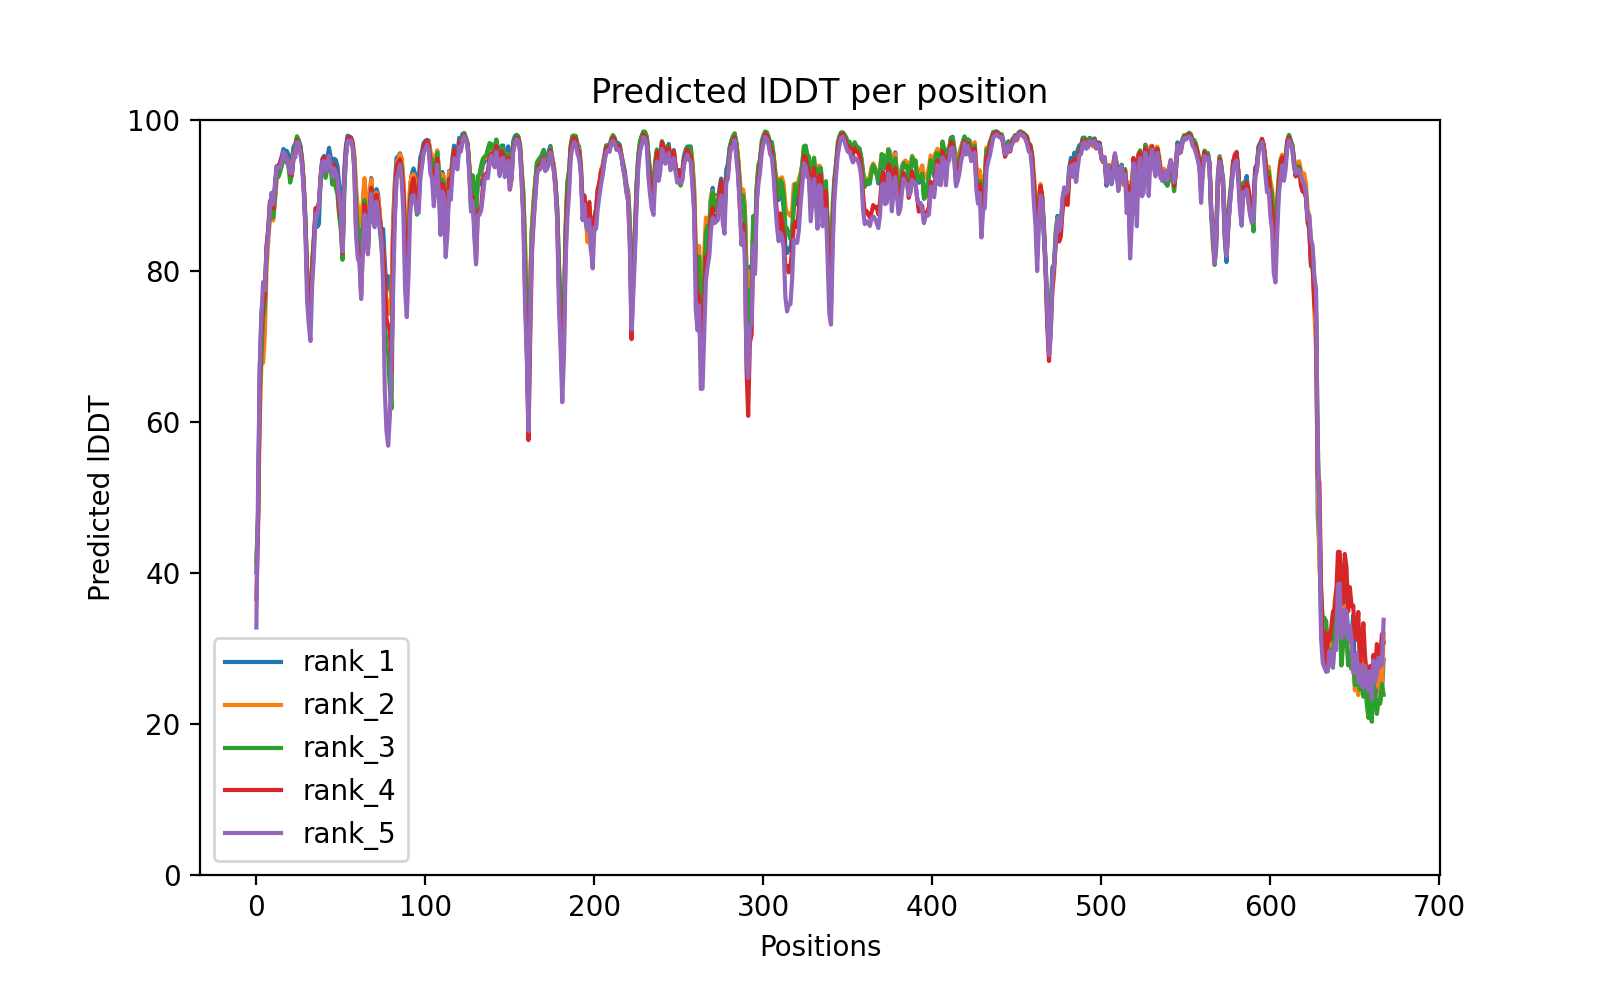 Predicted lDDT per position
Predicted lDDT
100
80
60
40
20
0
rank_1
rank_2
rank_3
rank_4
rank_5
0 100 200 300 400 500 600 700
Positions